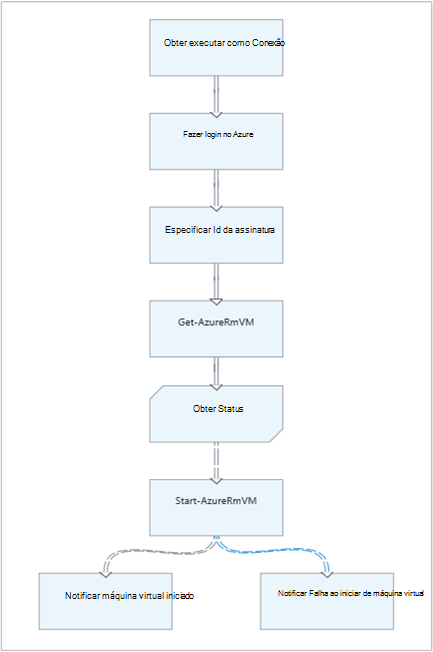 Obter executar como Conexão
Fazer login no Azure
Especificar Id da assinatura
Get-AzureRmVM
Obter Status
Start-AzureRmVM
Notificar máquina virtual iniciado
Notificar Falha ao iniciar de máquina virtual